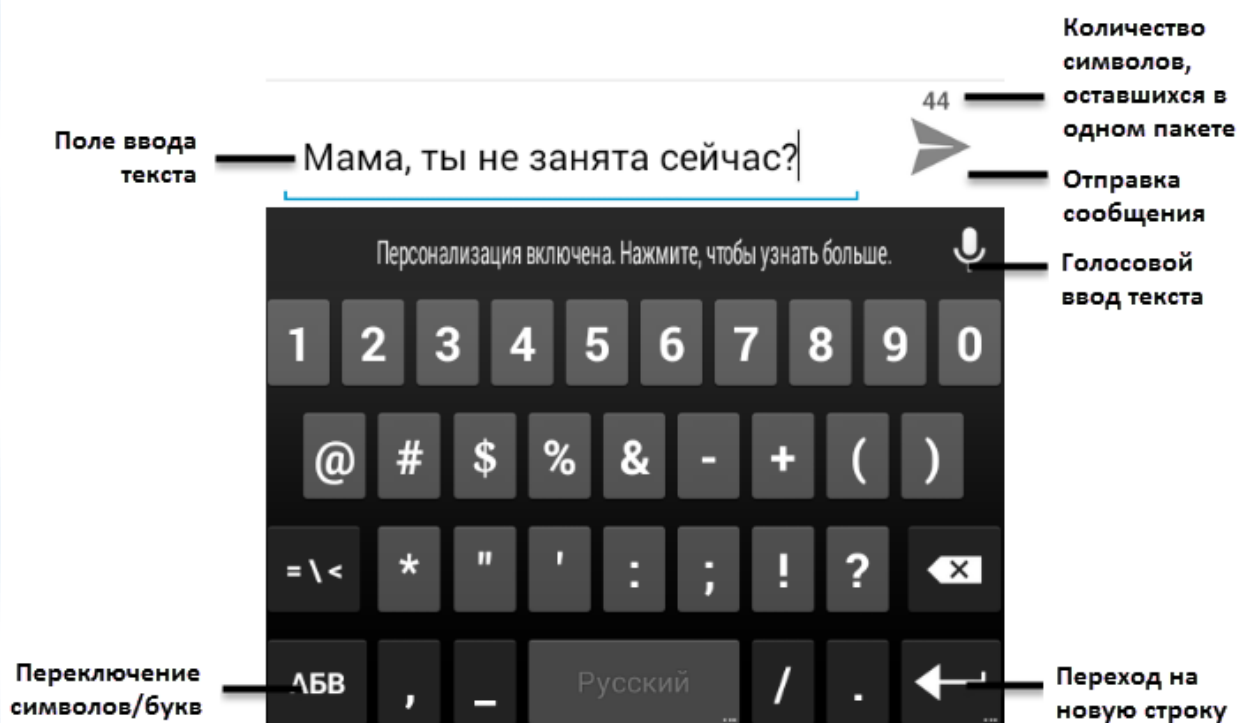 Количество
символов,
оставшихся в
одном пакете
44
Поле ввода
текста
Мама, ты не занята сейчас?
Отправка
сообщения
Персонализация включена. Нажмите, чтобы узнать больше.
Голосовой
ввод текста
1 2 3 4 5 6 7 8 9 0
@ # $ % & - + ( )
= \ < * " ' : ; ! ?
Переключение
символов/букв
АБВ , _ Русский / .
Переход на
новую строку